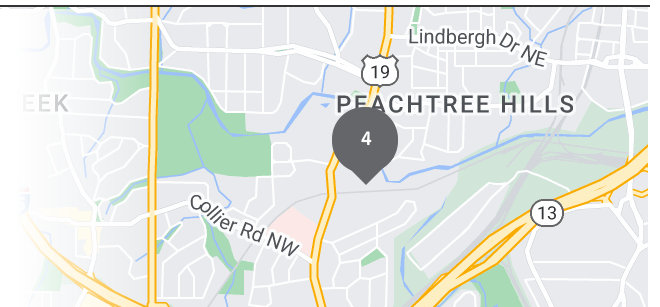 Lindbergh Dr NE
19
EEK
PEACHTREE HILLS
4
Collier Rd NW
13